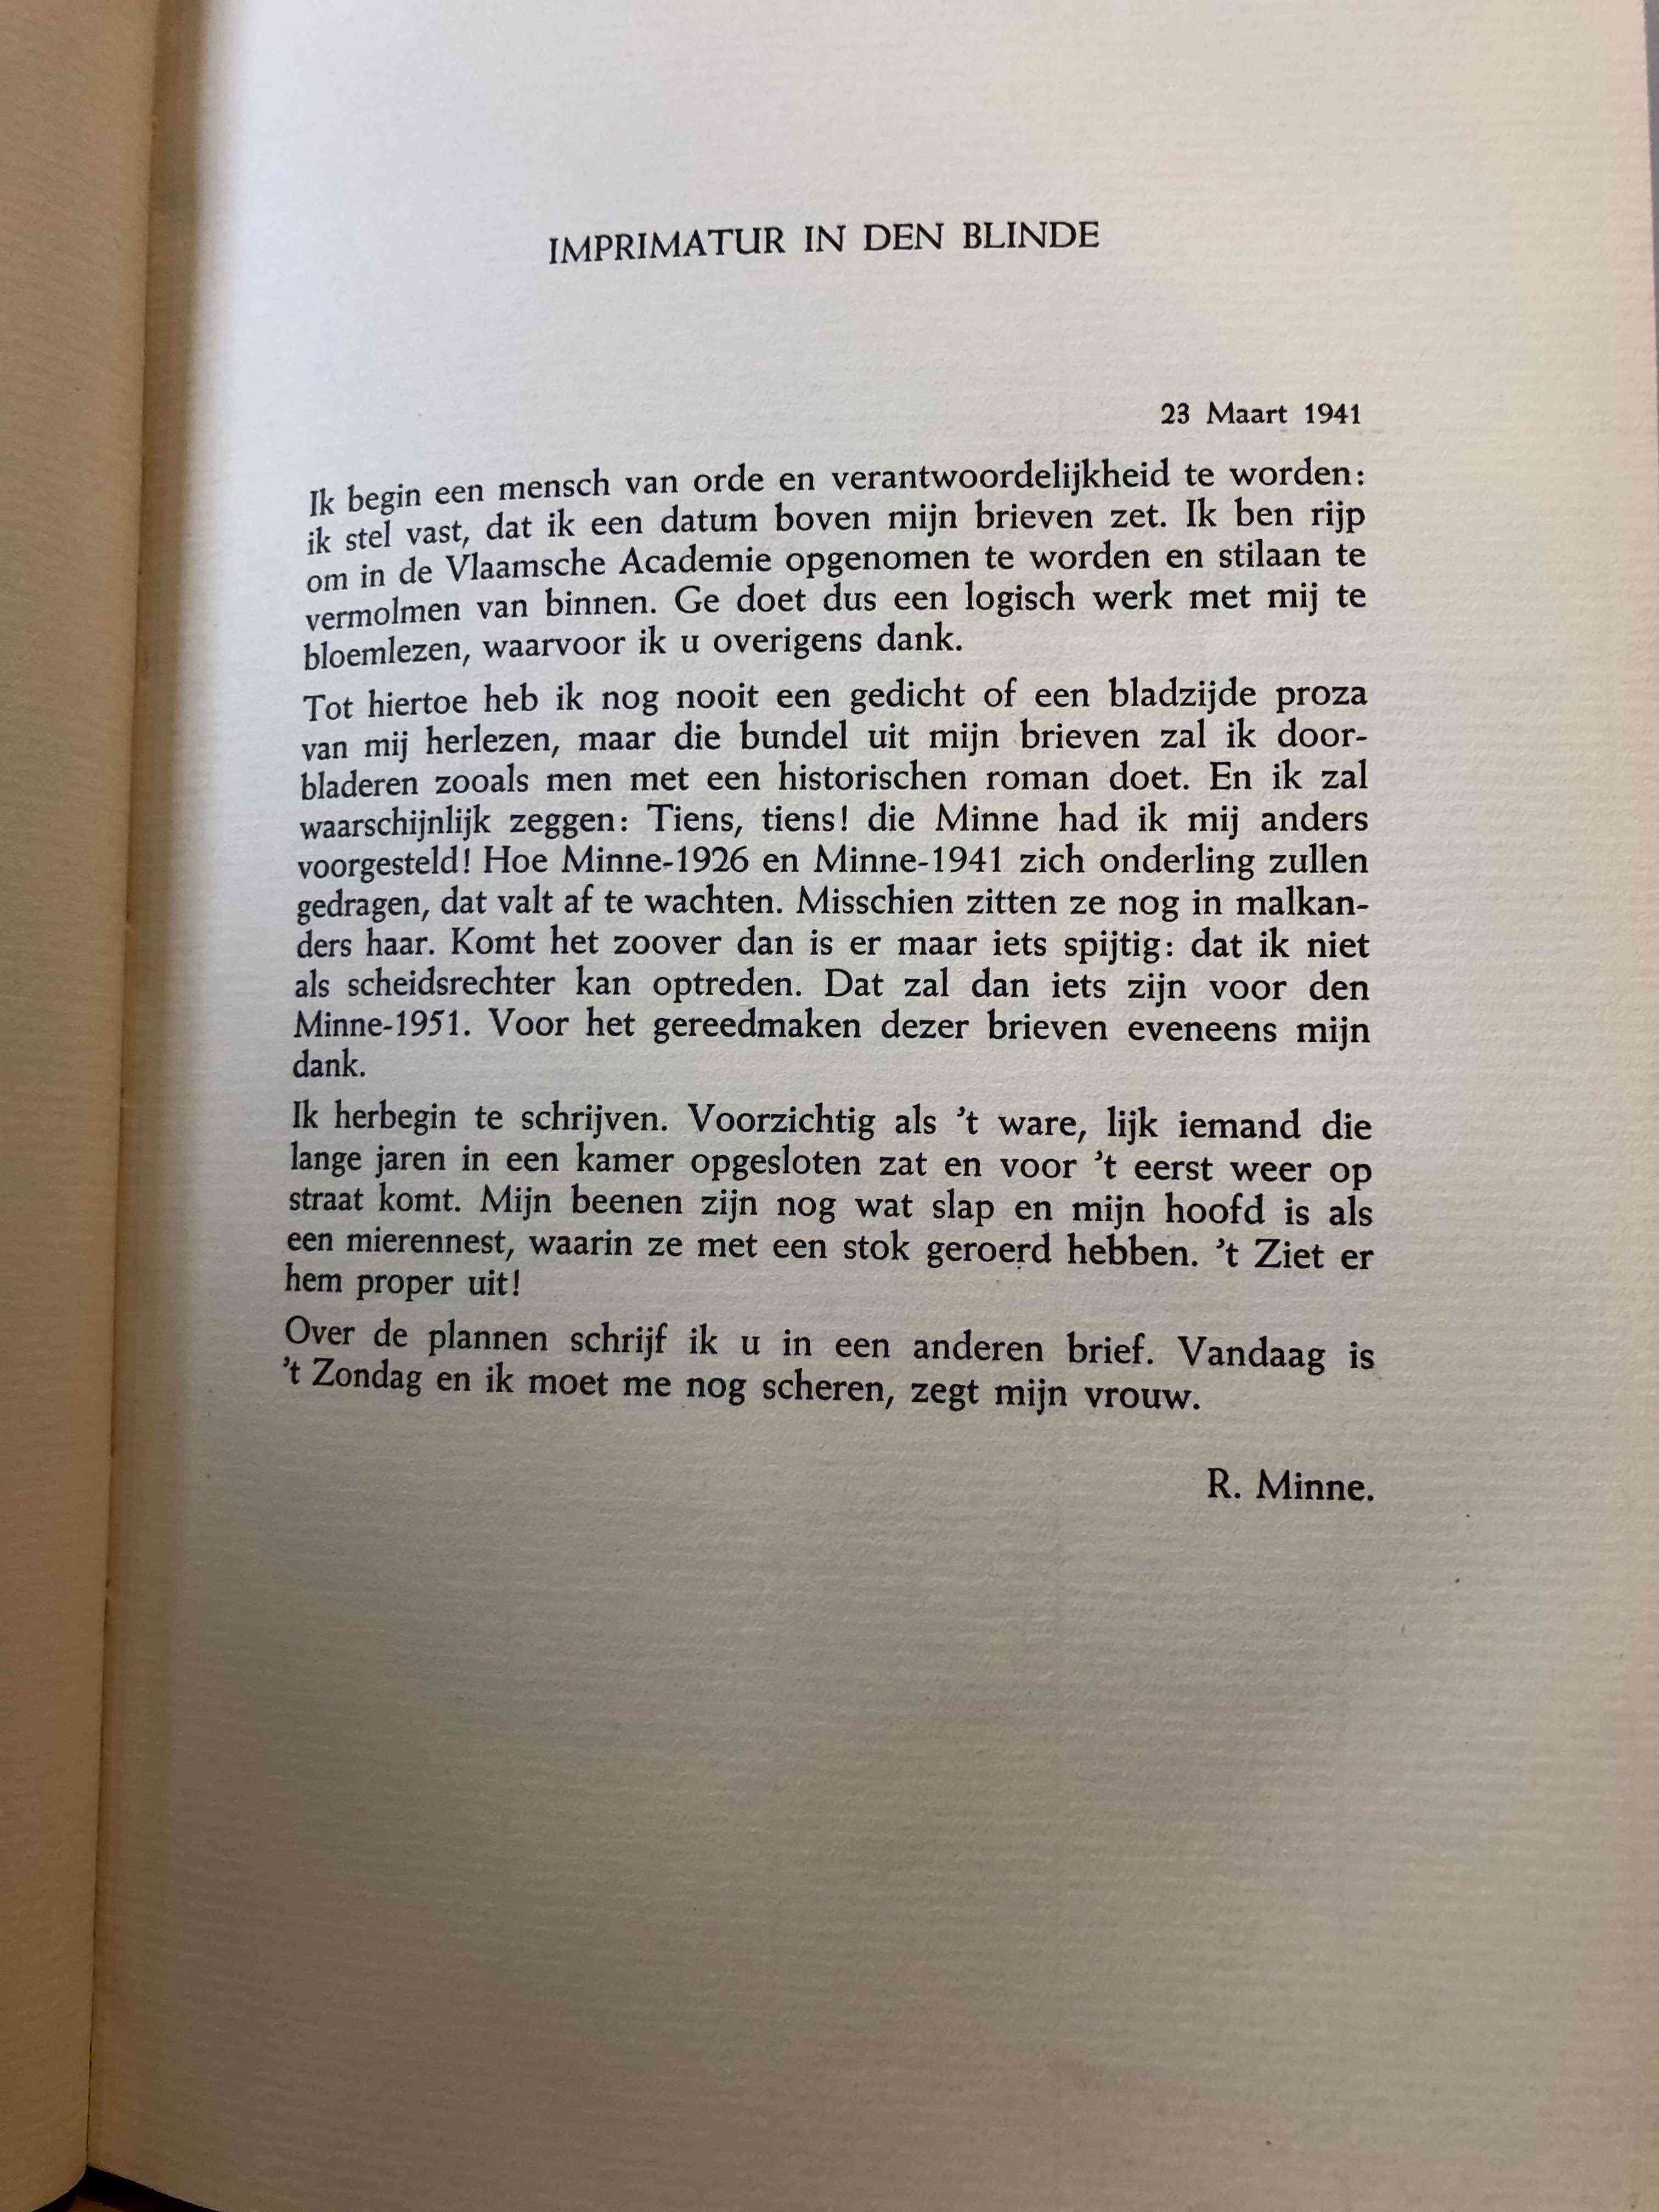 IMPRIMATUR IN DEN BLINDE
23 Maart 1941
Ik begin een mensch van orde en verantwoordelijkheid te worden:
ik stel vast, dat ik een datum boven mijn brieven zet. Ik ben rijp
om in de Vlaamsche Academie opgenomen te worden en stilaan te
vermolmen van binnen. Ge doet dus een logisch werk met mij te
bloemlezen, waarvoor ik u overigens dank.
Tot hiertoe heb ik nog nooit een gedicht of een bladzijde proza
van mij herlezen, maar die bundel uit mijn brieven zal ik door-
bladeren zooals men met een historischen roman doet. En ik zal
waarschijnlijk zeggen: Tiens, tiens! die Minne had ik mij anders
voorgesteld! Hoe Minne-1926 en Minne-1941 zich onderling zullen
gedragen, dat valt af te wachten. Misschien zitten ze nog in malkan-
ders haar. Komt het zoover dan is er maar iets spijtig: dat ik niet
als scheidsrechter kan optreden. Dat zal dan iets zijn voor den
Minne-1951. Voor het gereedmaken dezer brieven eveneens mijn
dank.
Ik herbegin te schrijven. Voorzichtig als 't ware, lijk iemand die
lange jaren in een kamer opgesloten zat en voor 't eerst weer op
straat komt. Mijn beenen zijn nog wat slap en mijn hoofd is als
een mierennest, waarin ze met een stok geroerd hebben. 't Ziet er
hem proper uit!
Over de plannen schrijf ik u in een anderen brief. Vandaag is
't Zondag en ik moet me nog scheren, zegt mijn vrouw.
R. Minne.